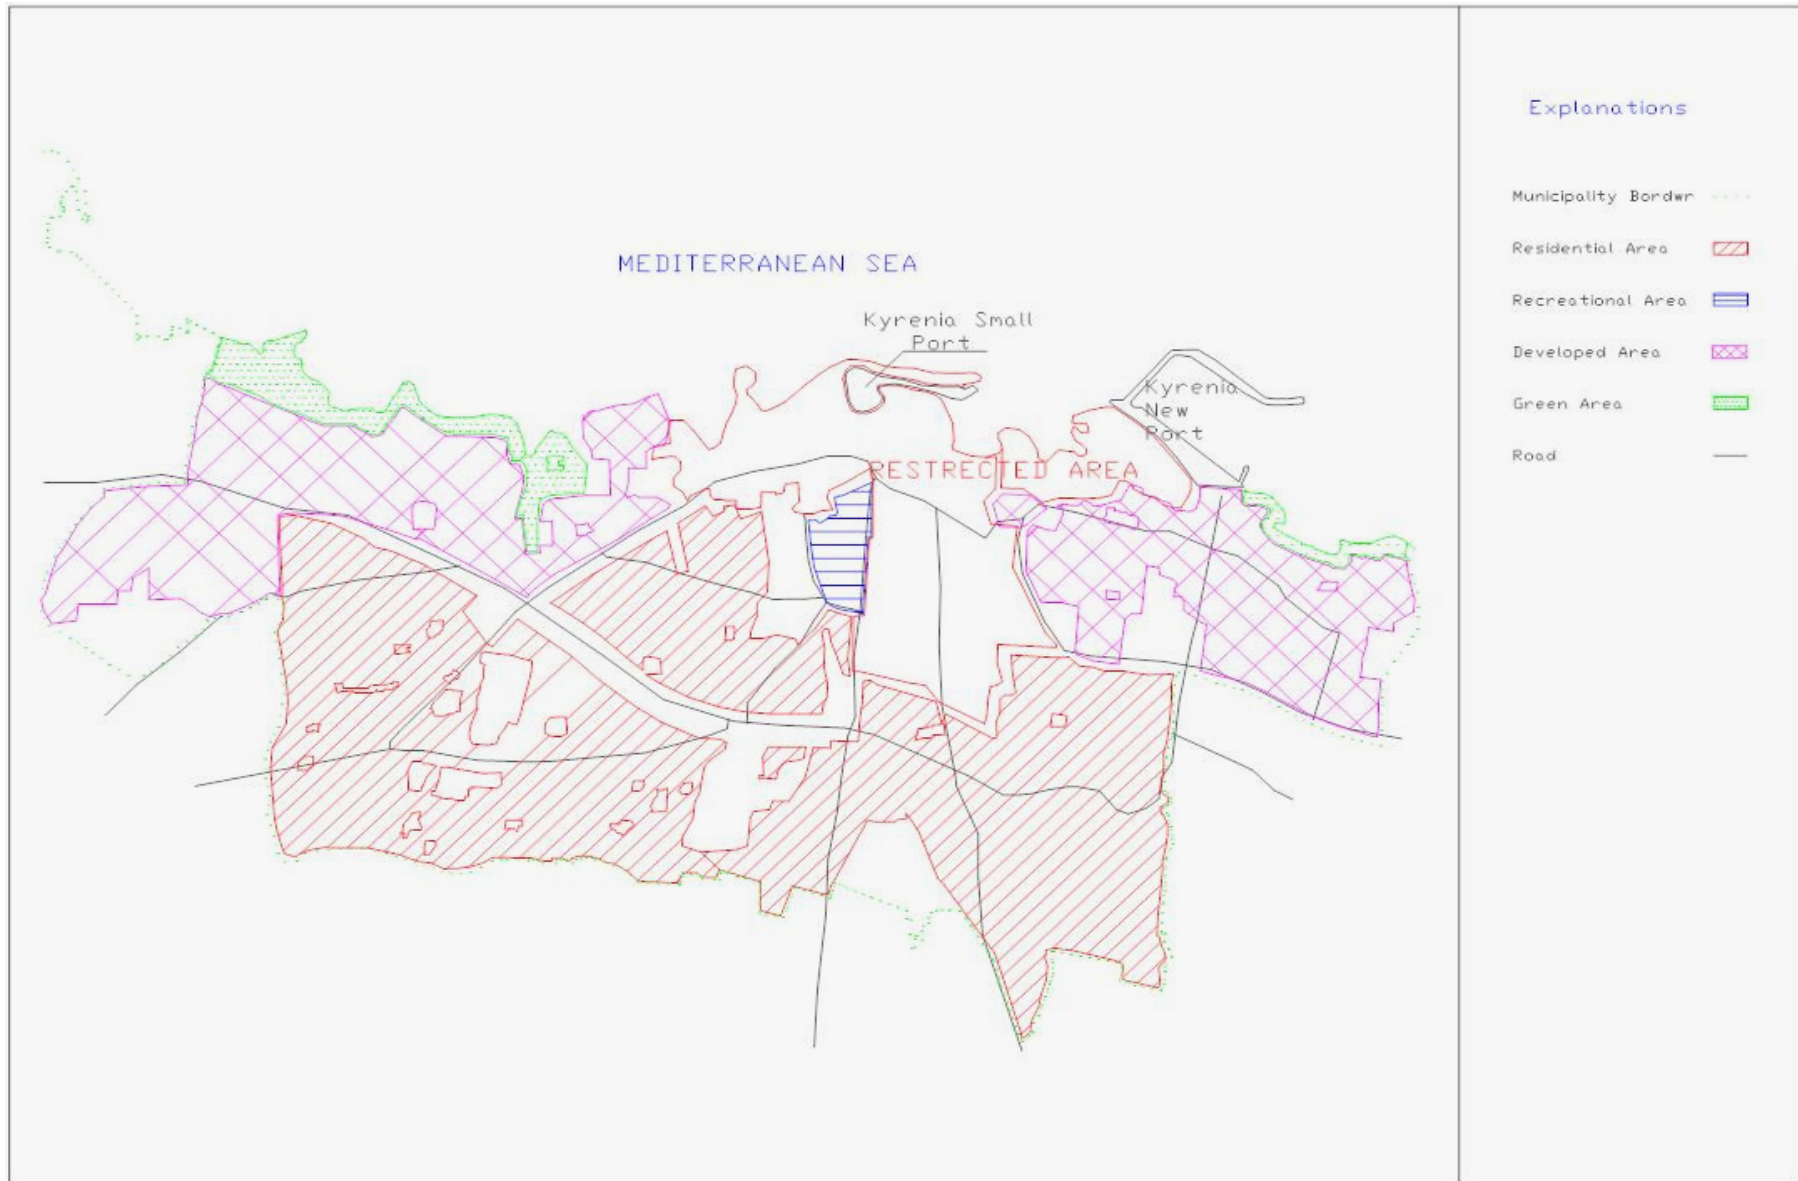 Explanations
Municipality Bordwr
Residential Area
Recreational Area
Developed Area
Green Area
Road
MEDITERRANEAN SEA
Kyrenia Small
Port
Kyrenia
New
Port
RESTRECTED AREA